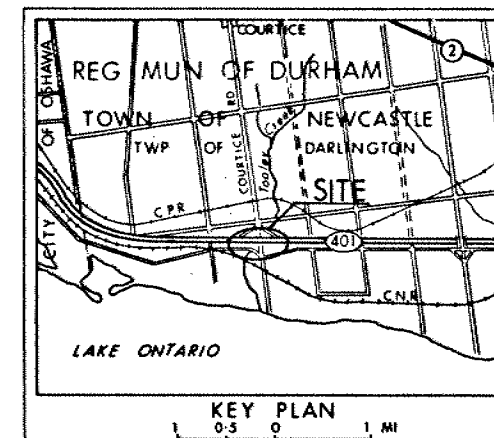 COURTICE
2
REG MUN OF DURHAM
TOWN OF NEWCASTLE
TWP OF DARLINGTON
COURTICE RD
Tooley Creek
CITY OF OSHAWA
SITE
C.P.R.
401
C.N.R.
LAKE ONTARIO
KEY PLAN
1 0·5 0 1 MI